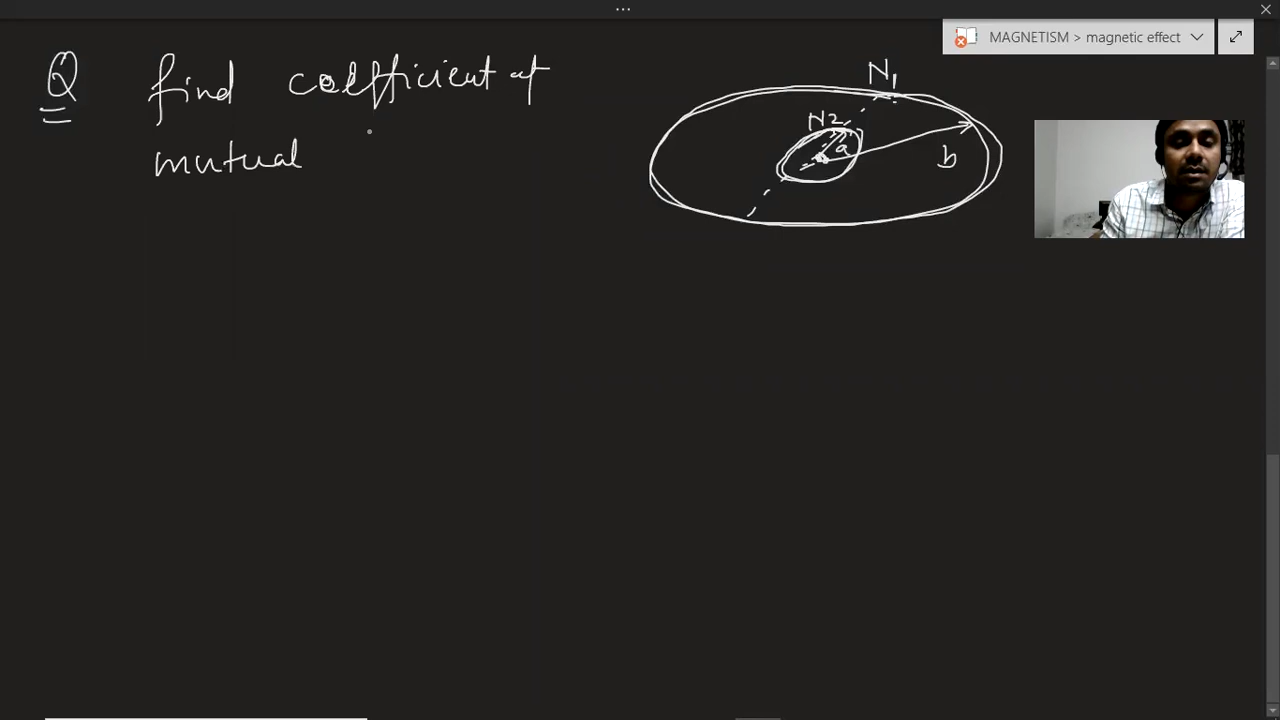 MAGNETISM > magnetic effect
Q find coefficient of
mutual
N1
N2
a
b